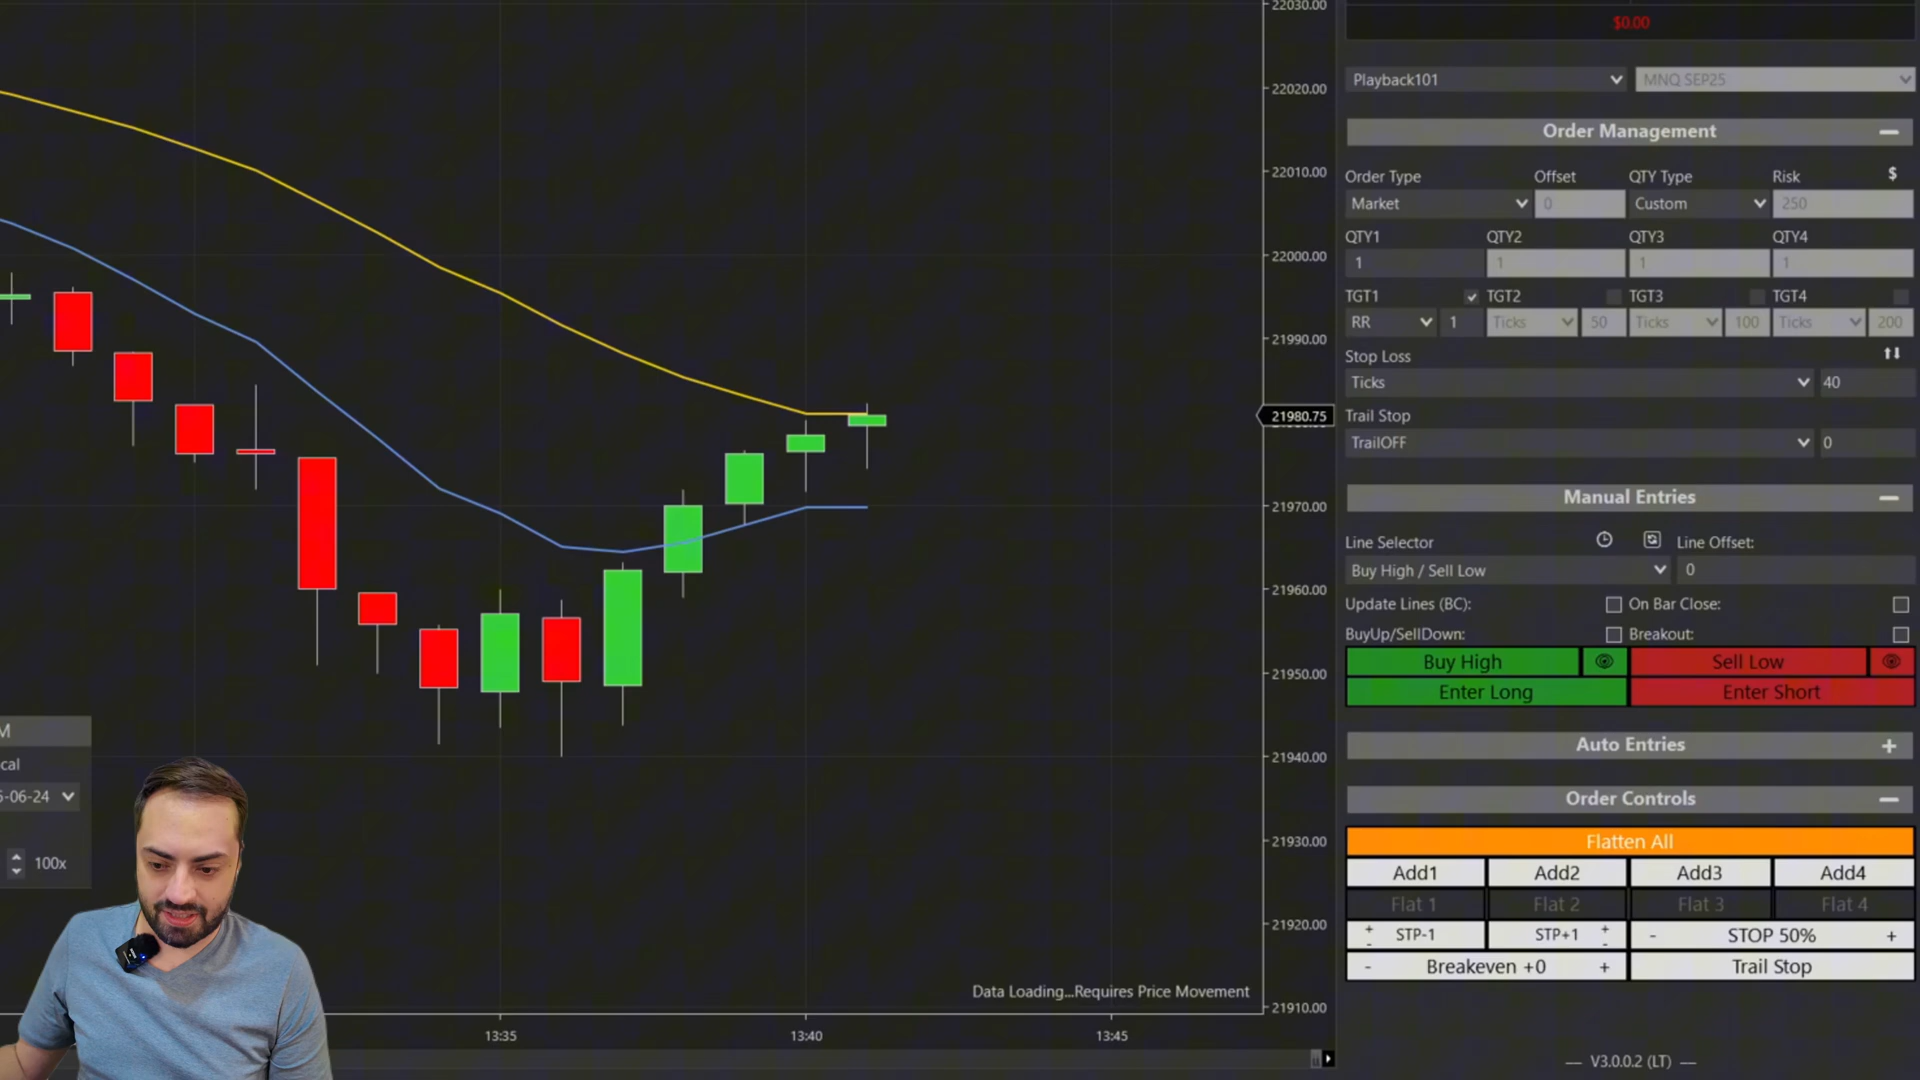 22030.00
22020.00
22010.00
22000.00
21990.00
21980.75
21970.00
21960.00
21950.00
21940.00
21930.00
21920.00
21910.00
Data Loading...Requires Price Movement
13:35 13:40 13:45
M
cal
5-06-24
100x
$0.00
Playback101 MNQ SEP25
Order Management
Order Type Offset QTY Type Risk $
Market 0 Custom 250
QTY1 QTY2 QTY3 QTY4
1 1 1 1
TGT1 TGT2 TGT3 TGT4
RR 1 Ticks 50 Ticks 100 Ticks 200
Stop Loss
Ticks 40
Trail Stop
TrailOFF 0
Manual Entries
Line Selector Line Offset:
Buy High / Sell Low 0
Update Lines (BC): On Bar Close:
BuyUp/SellDown: Breakout:
Buy High Sell Low
Enter Long Enter Short
Auto Entries +
Order Controls
Flatten All
Add1 Add2 Add3 Add4
Flat 1 Flat 2 Flat 3 Flat 4
+ - STP-1 STP+1 + - - STOP 50% +
- Breakeven +0 + Trail Stop
— V3.0.0.2 (LT) —